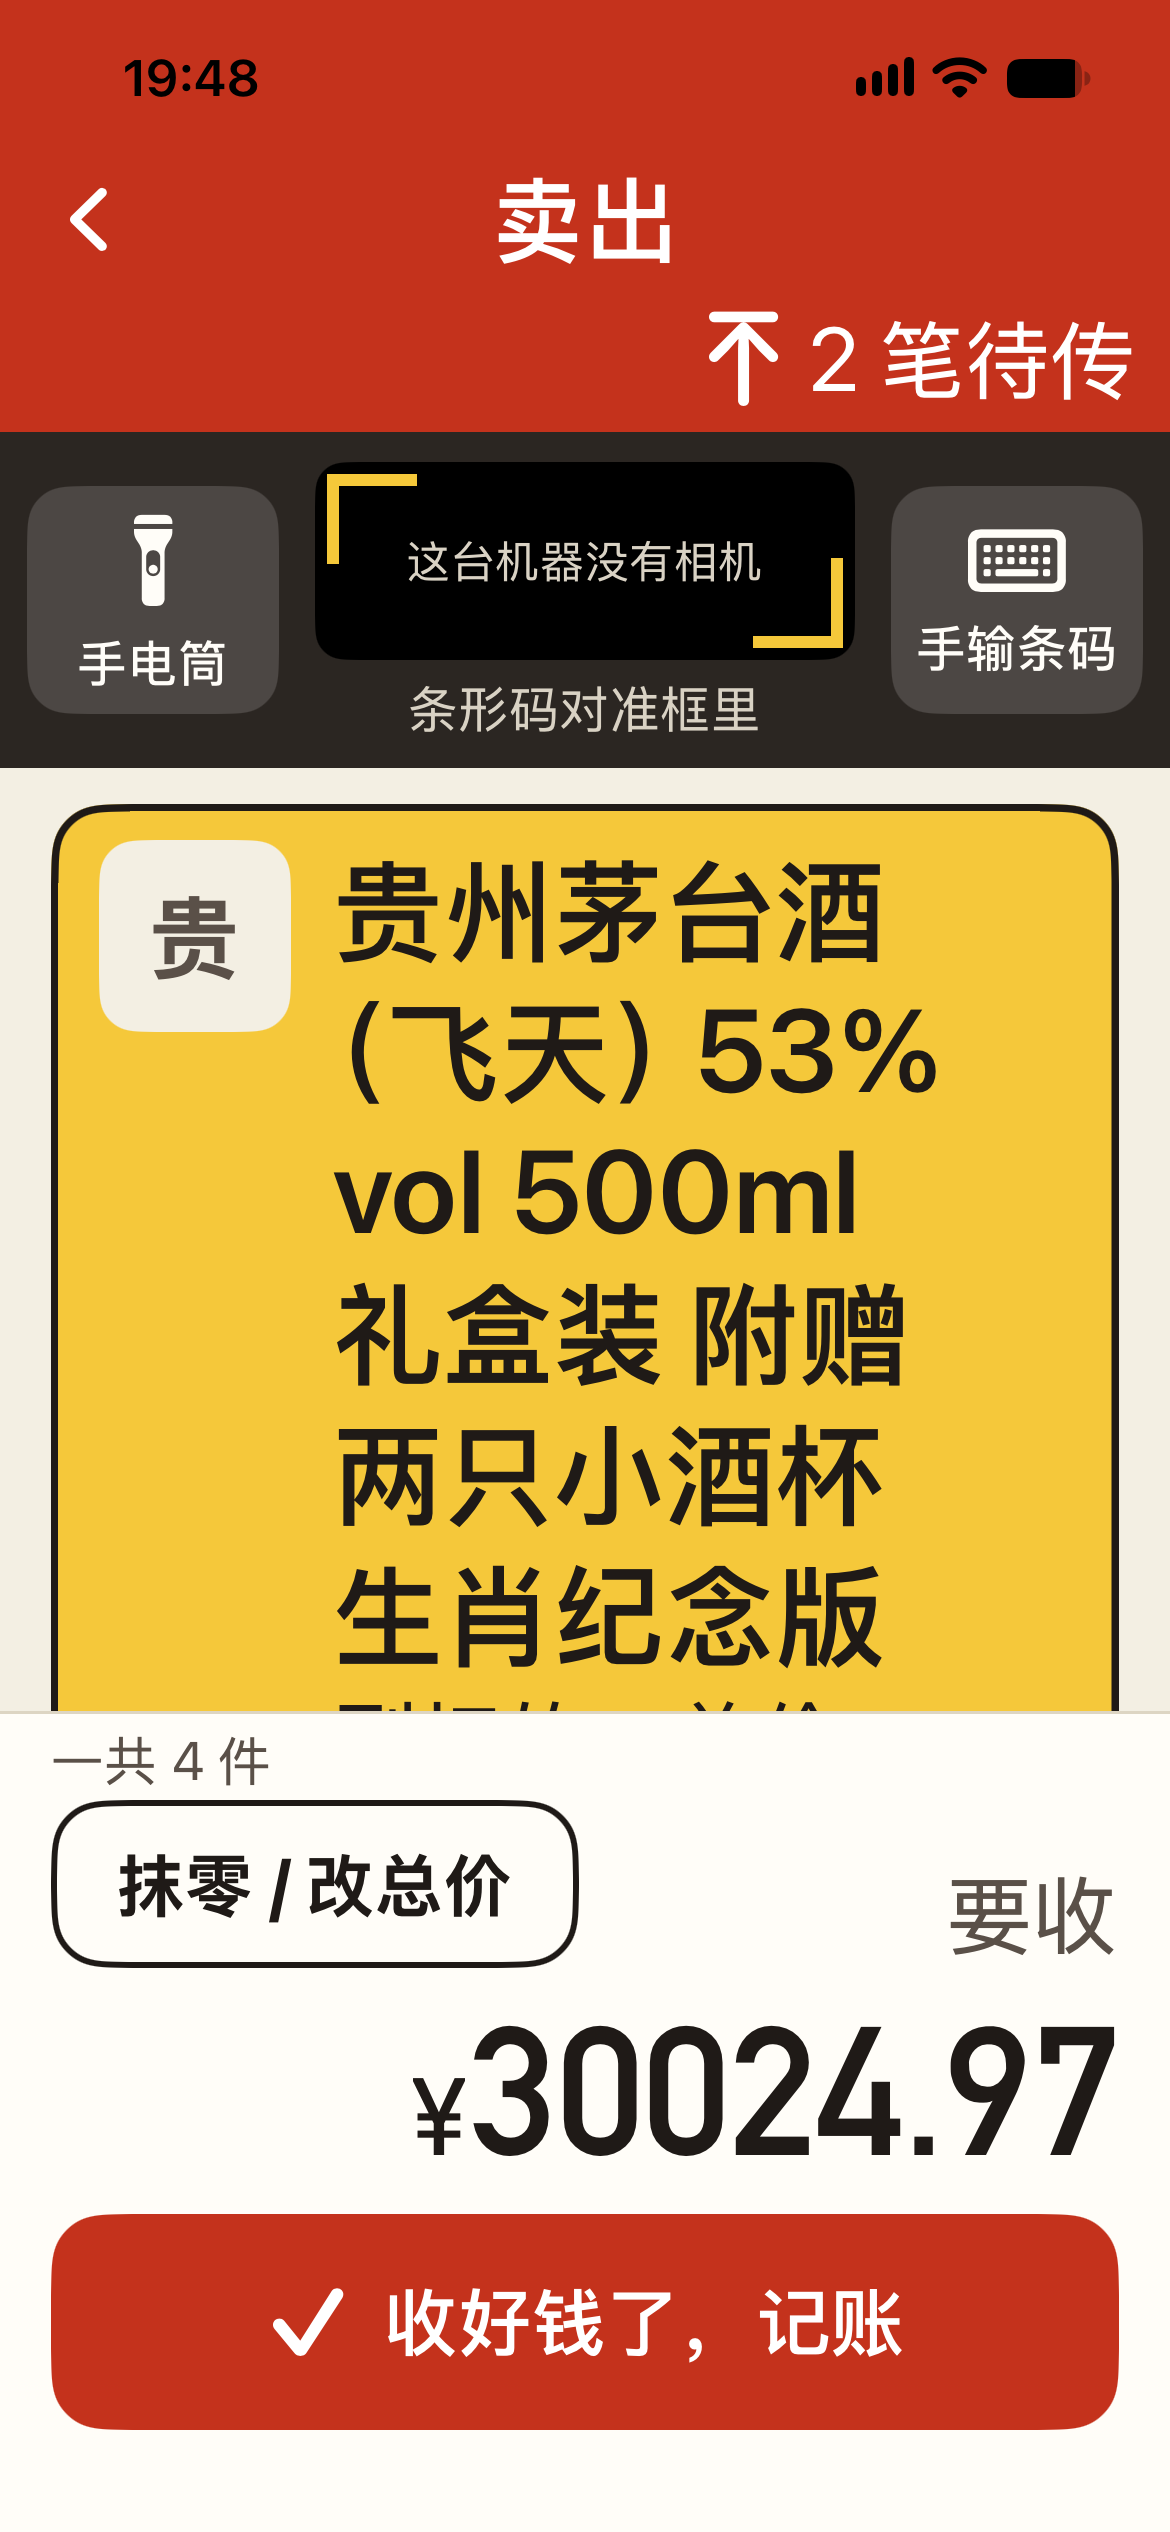 19:48
卖出
2 笔待传
这台机器没有相机
手电筒
手输条码
条形码对准框里
贵
贵州茅台酒
（飞天）53%
vol 500ml
礼盒装 附赠
两只小酒杯
生肖纪念版
一共 4 件
抹零 / 改总价
要收
¥30024.97
收好钱了，记账